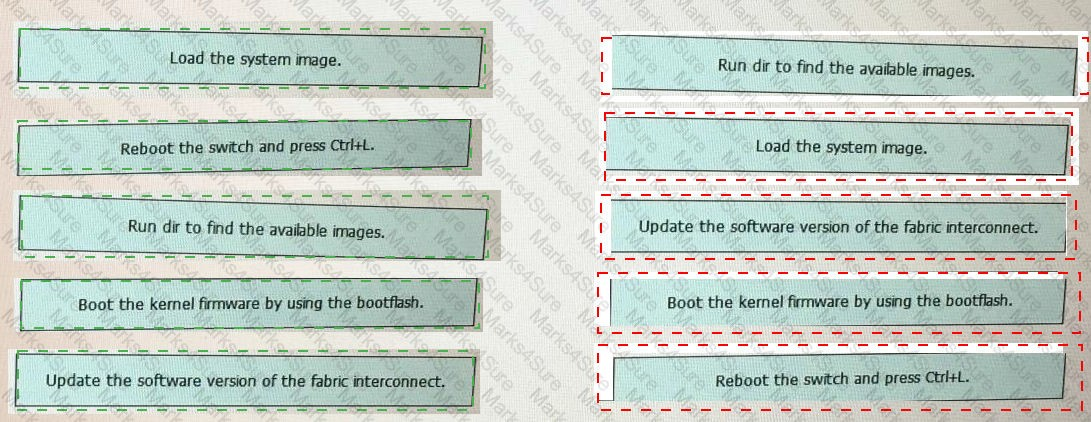 Load the system image.
Reboot the switch and press Ctrl+L.
Run dir to find the available images.
Boot the kernel firmware by using the bootflash.
Update the software version of the fabric interconnect.
Run dir to find the available images.
Load the system image.
Update the software version of the fabric interconnect.
Boot the kernel firmware by using the bootflash.
Reboot the switch and press Ctrl+L.
Marks4Sure